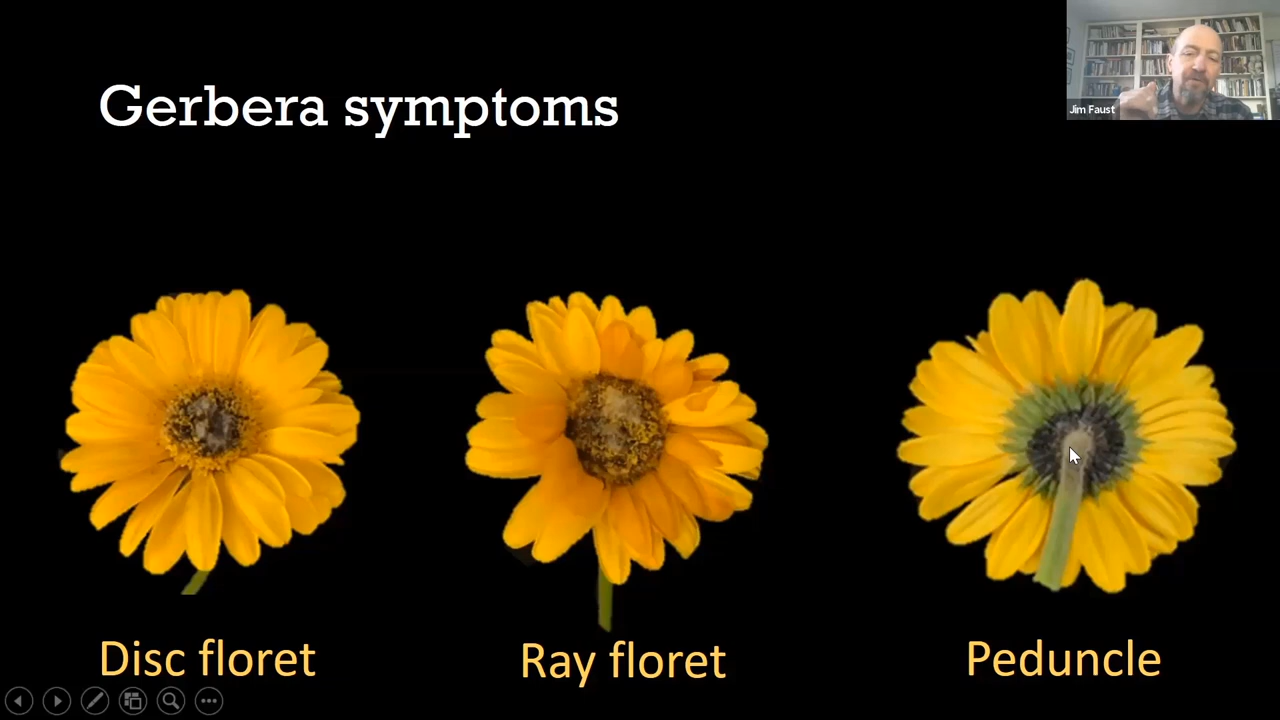 Gerbera symptoms
Jim Faust
Disc floret
Ray floret
Peduncle